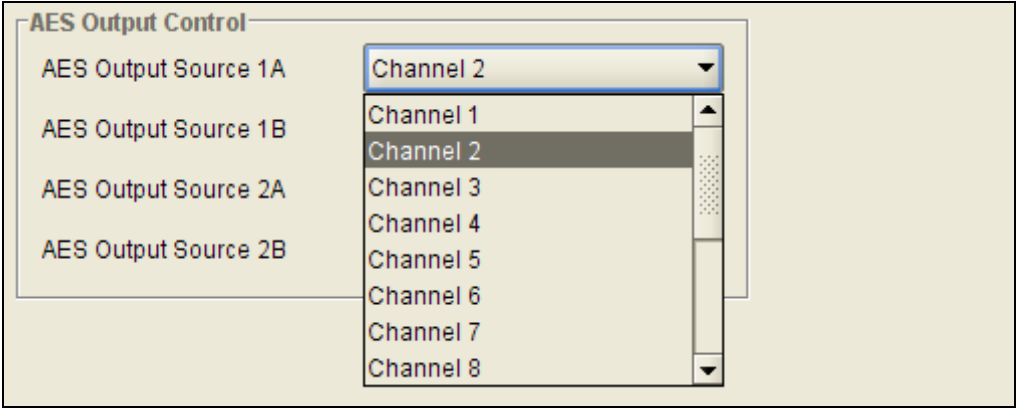 AES Output Control
AES Output Source 1A
Channel 2
AES Output Source 1B
AES Output Source 2A
AES Output Source 2B
Channel 1
Channel 2
Channel 3
Channel 4
Channel 5
Channel 6
Channel 7
Channel 8